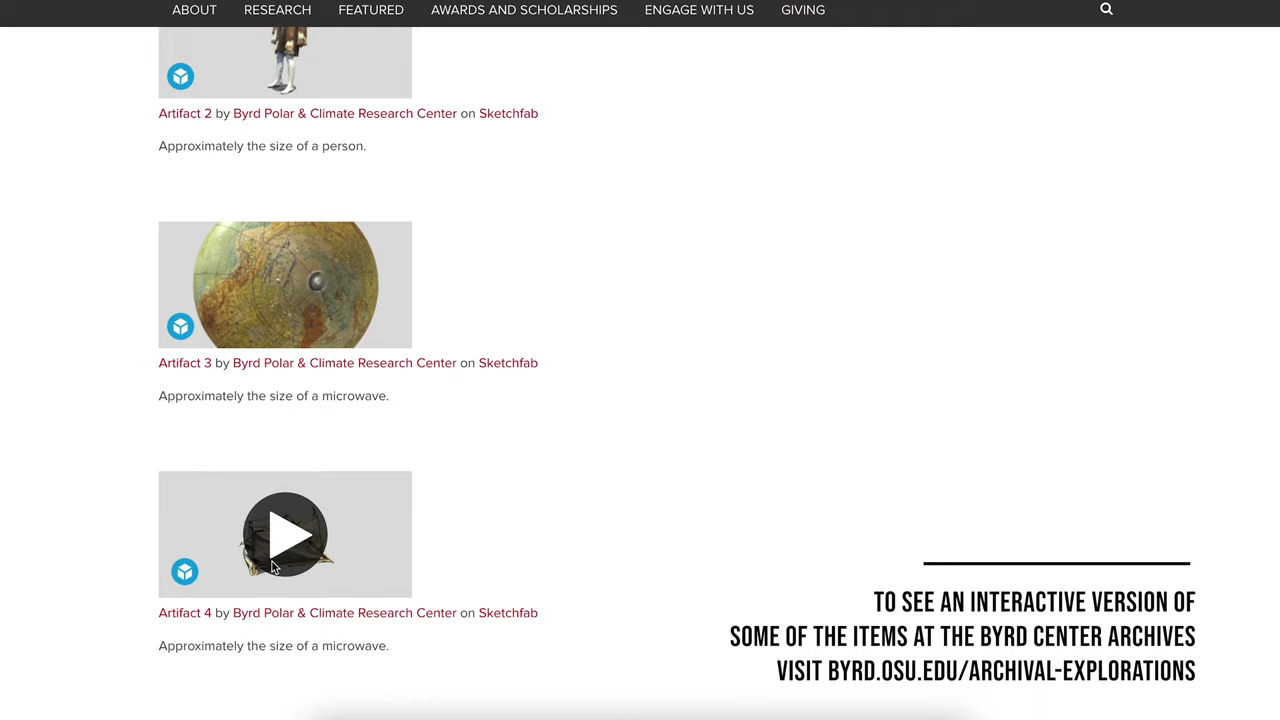 ABOUT RESEARCH FEATURED AWARDS AND SCHOLARSHIPS ENGAGE WITH US GIVING
Artifact 2 by Byrd Polar & Climate Research Center on Sketchfab
Approximately the size of a person.
Artifact 3 by Byrd Polar & Climate Research Center on Sketchfab
Approximately the size of a microwave.
Artifact 4 by Byrd Polar & Climate Research Center on Sketchfab
Approximately the size of a microwave.
TO SEE AN INTERACTIVE VERSION OF
SOME OF THE ITEMS AT THE BYRD CENTER ARCHIVES
VISIT BYRD.OSU.EDU/ARCHIVAL-EXPLORATIONS